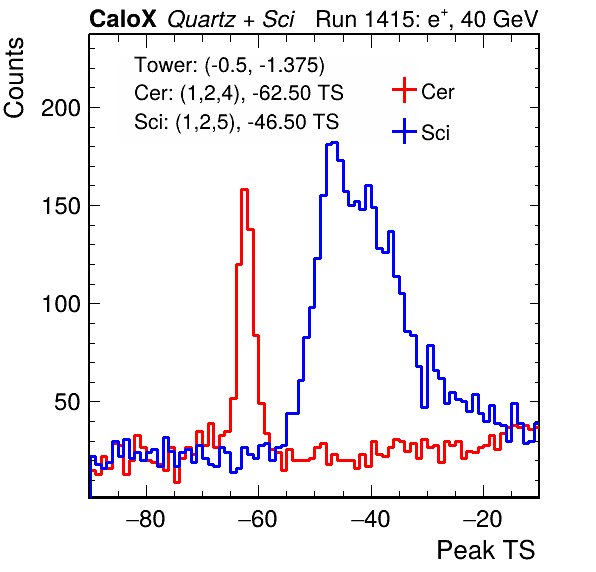 CaloX Quartz + Sci Run 1415: e⁺, 40 GeV
Tower: (-0.5, -1.375)
Cer: (1,2,4), -62.50 TS
Sci: (1,2,5), -46.50 TS
Cer
Sci
Counts
200
150
100
50
−80 −60 −40 −20
Peak TS